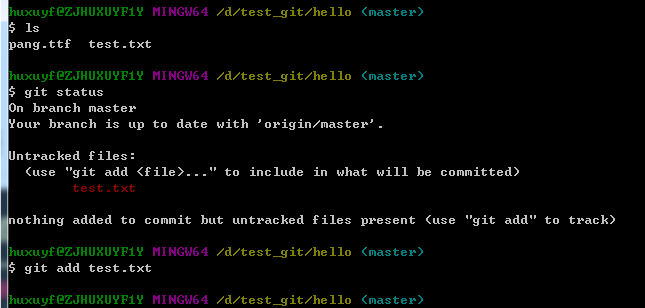 huxuyf@ZJHUXUYF1Y MINGW64 /d/test_git/hello (master)
$ ls
pang.ttf  test.txt
huxuyf@ZJHUXUYF1Y MINGW64 /d/test_git/hello (master)
$ git status
On branch master
Your branch is up to date with 'origin/master'.
Untracked files:
  (use "git add <file>..." to include in what will be committed)
        test.txt
nothing added to commit but untracked files present (use "git add" to track)
huxuyf@ZJHUXUYF1Y MINGW64 /d/test_git/hello (master)
$ git add test.txt
huxuyf@ZJHUXUYF1Y MINGW64 /d/test_git/hello (master)